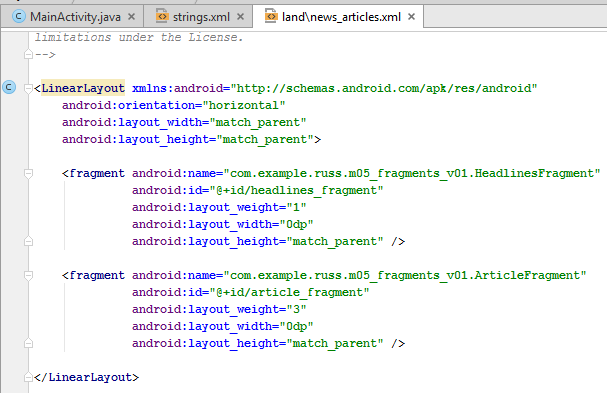 MainActivity.java × strings.xml × land\news_articles.xml ×
limitations under the License.
-->
<LinearLayout xmlns:android="http://schemas.android.com/apk/res/android"
    android:orientation="horizontal"
    android:layout_width="match_parent"
    android:layout_height="match_parent">
    <fragment android:name="com.example.russ.m05_fragments_v01.HeadlinesFragment"
              android:id="@+id/headlines_fragment"
              android:layout_weight="1"
              android:layout_width="0dp"
              android:layout_height="match_parent" />
    <fragment android:name="com.example.russ.m05_fragments_v01.ArticleFragment"
              android:id="@+id/article_fragment"
              android:layout_weight="3"
              android:layout_width="0dp"
              android:layout_height="match_parent" />
</LinearLayout>